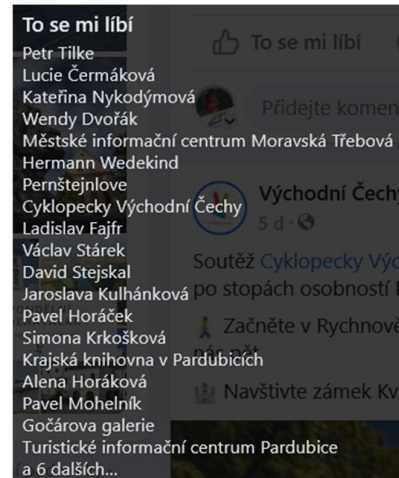 To se mi líbí
Petr Tilke
Lucie Čermáková
Kateřina Nykodýmová
Wendy Dvořák
Městské informační centrum Moravská Třebová
Hermann Wedekind
Pernštejnlove
Cyklopecky Východní Čechy
Ladislav Fajfr
Václav Stárek
David Stejskal
Jaroslava Kulhánková
Pavel Horáček
Simona Krkošková
Krajská knihovna v Pardubicích
Alena Horáková
Pavel Mohelník
Gočárova galerie
Turistické informační centrum Pardubice
a 6 dalších...
To se mi líbí
Přidejte komen
Východní Čech
5 d ·
Soutěž Cyklopecky Výc
po stopách osobností
Začněte v Rychnově
Navštivte zámek Kv